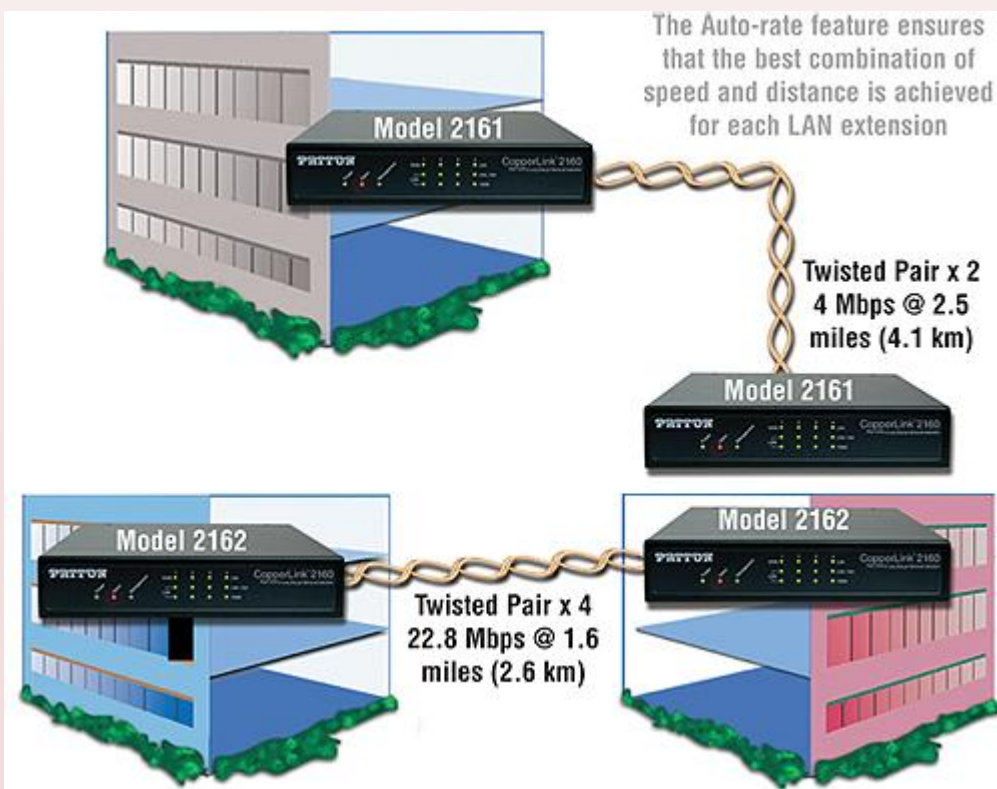 The Auto-rate feature ensures
that the best combination of
speed and distance is achieved
for each LAN extension
Model 2161
PATTON
CopperLink 2160
Twisted Pair x 2
4 Mbps @ 2.5
miles (4.1 km)
Model 2161
PATTON
CopperLink 2160
Model 2162
PATTON
CopperLink 2160
Model 2162
PATTON
CopperLink 2160
Twisted Pair x 4
22.8 Mbps @ 1.6
miles (2.6 km)